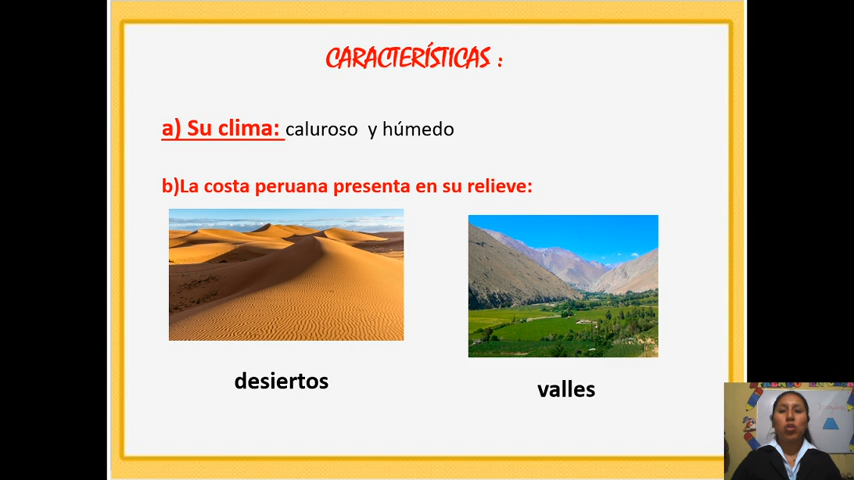 CARACTERÍSTICAS :
a) Su clima: caluroso y húmedo
b)La costa peruana presenta en su relieve:
desiertos
valles